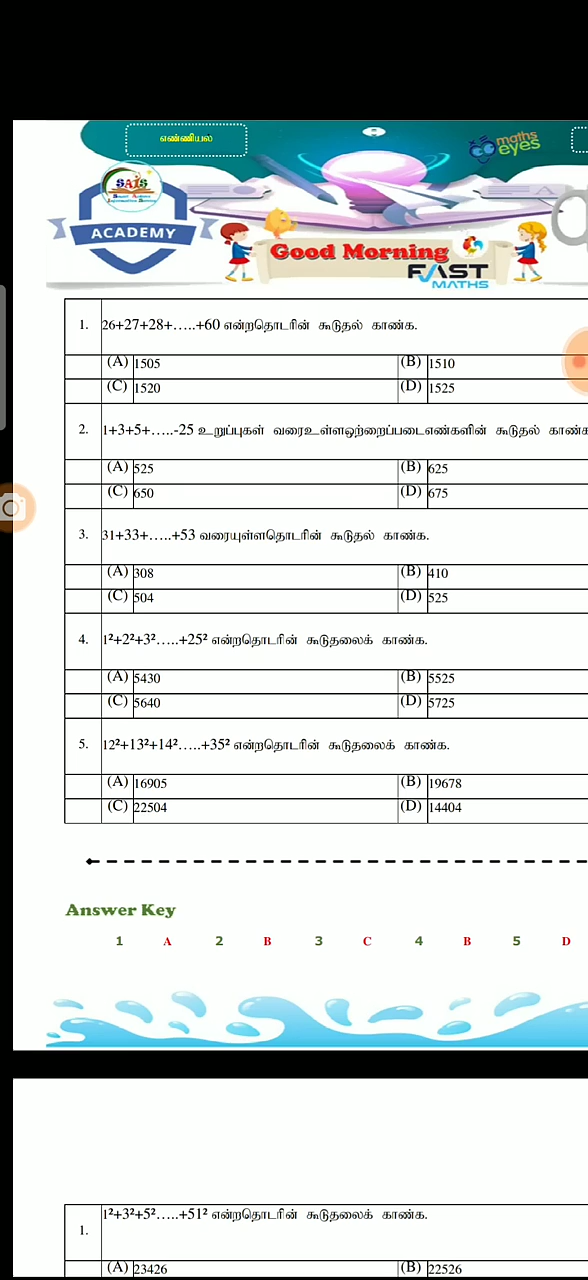 எண்ணியல்
maths
eyes
SAIS
ACADEMY
Good Morning
FAST
MATHS
1. 26+27+28+…..+60 என்றதொடரின் கூடுதல் காண்க.
(A) 1505 (B) 1510
(C) 1520 (D) 1525
2. 1+3+5+…..-25 உறுப்புகள் வரைஉள்ளஒற்றைப்படைஎண்களின் கூடுதல்
(A) 525 (B) 625
(C) 650 (D) 675
3. 31+33+…..+53 வரையுள்ளதொடரின் கூடுதல் காண்க.
(A) 308 (B) 410
(C) 504 (D) 525
4. 1²+2²+3²…..+25² என்றதொடரின் கூடுதலைக் காண்க.
(A) 5430 (B) 5525
(C) 5640 (D) 5725
5. 12²+13²+14²…..+35² என்றதொடரின் கூடுதலைக் காண்க.
(A) 16905 (B) 19678
(C) 22504 (D) 14404
Answer Key
1 A 2 B 3 C 4 B 5 D
1. 1²+3²+5²…..+51² என்றதொடரின் கூடுதலைக் காண்க.
(A) 23426 (B) 22526